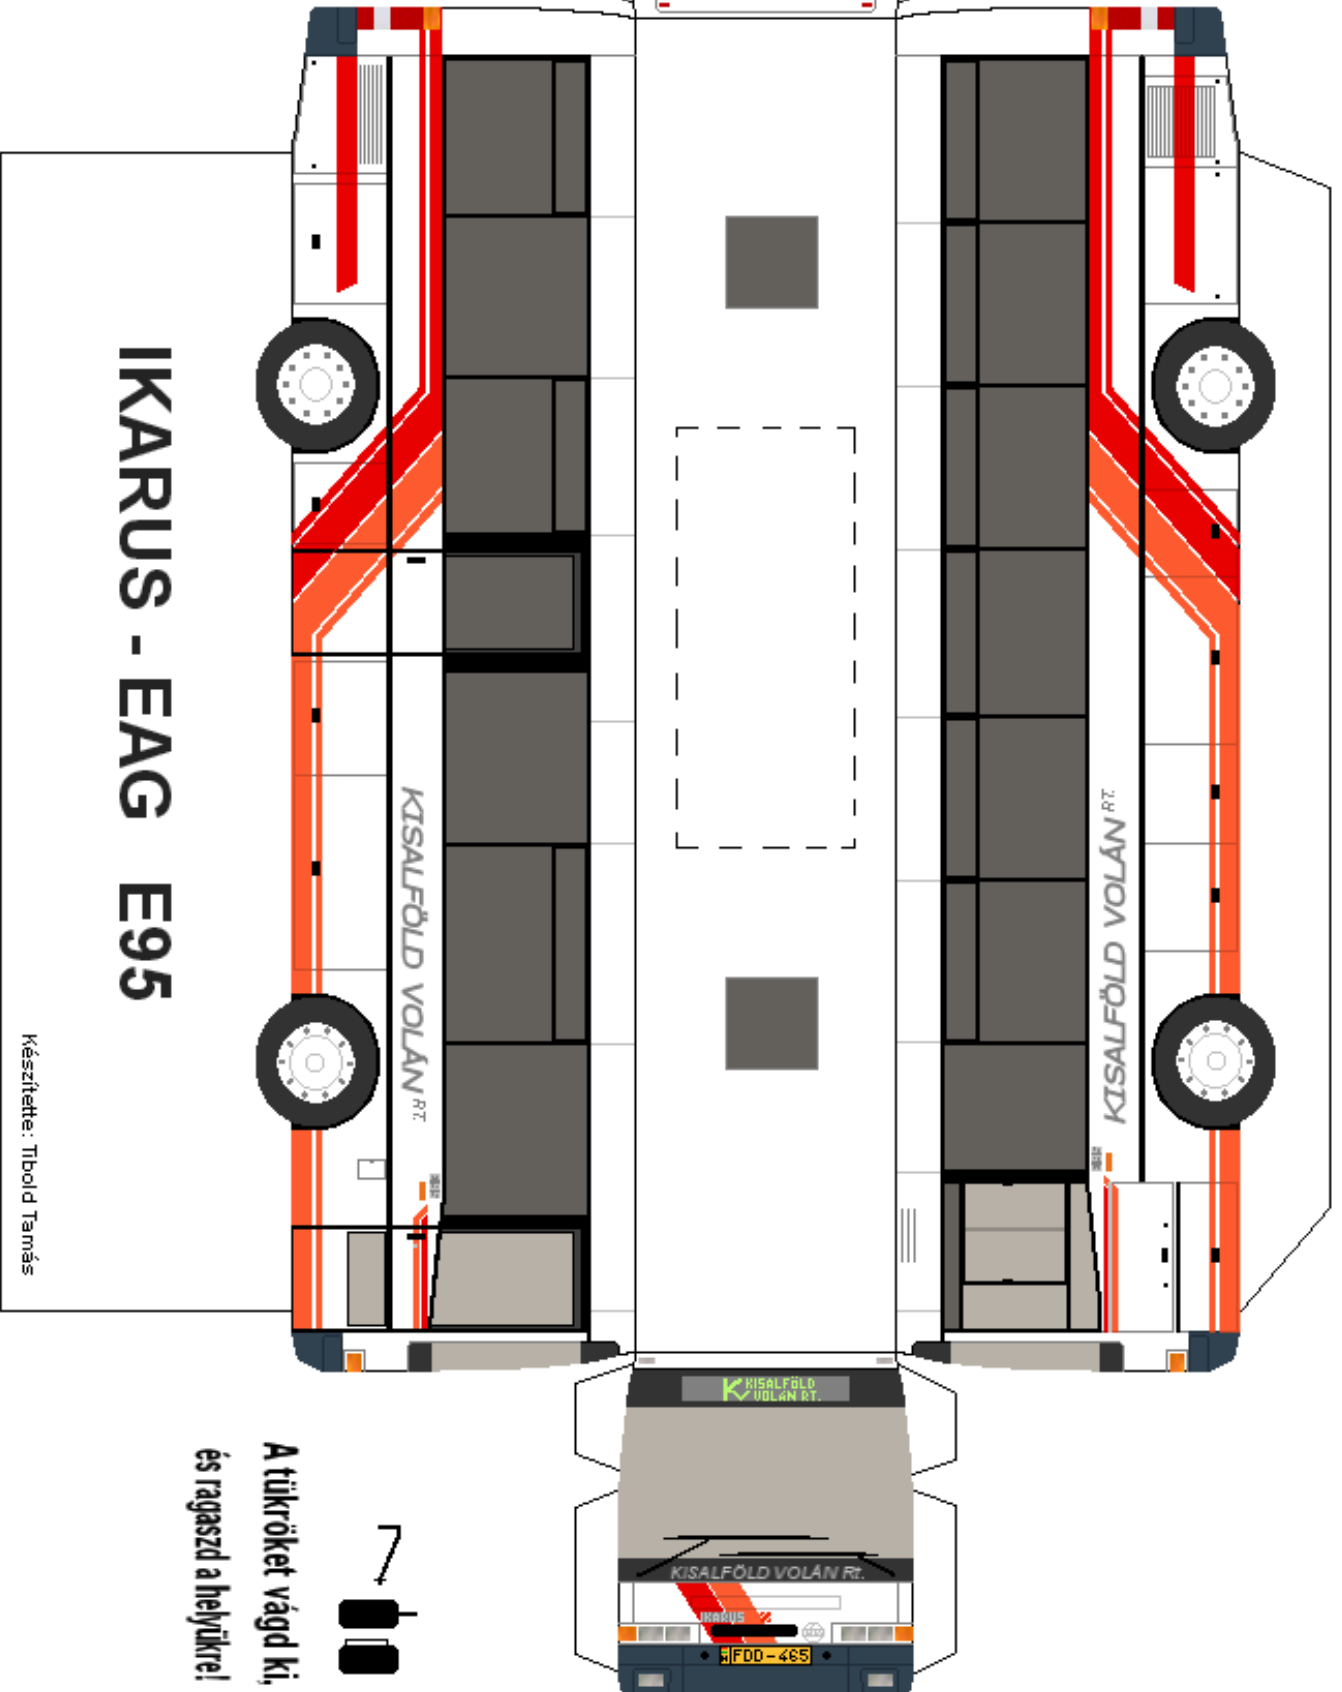 IKARUS - EAG E95
Készítette: Tibold Tamás
KISALFÖLD VOLÁN RT.
KISALFÖLD VOLÁN RT.
KISALFÖLD
VOLÁN RT.
KISALFÖLD VOLÁN Rt.
IKARUS
FDD-465
A tükröket vágd ki,
és ragaszd a helyükre!